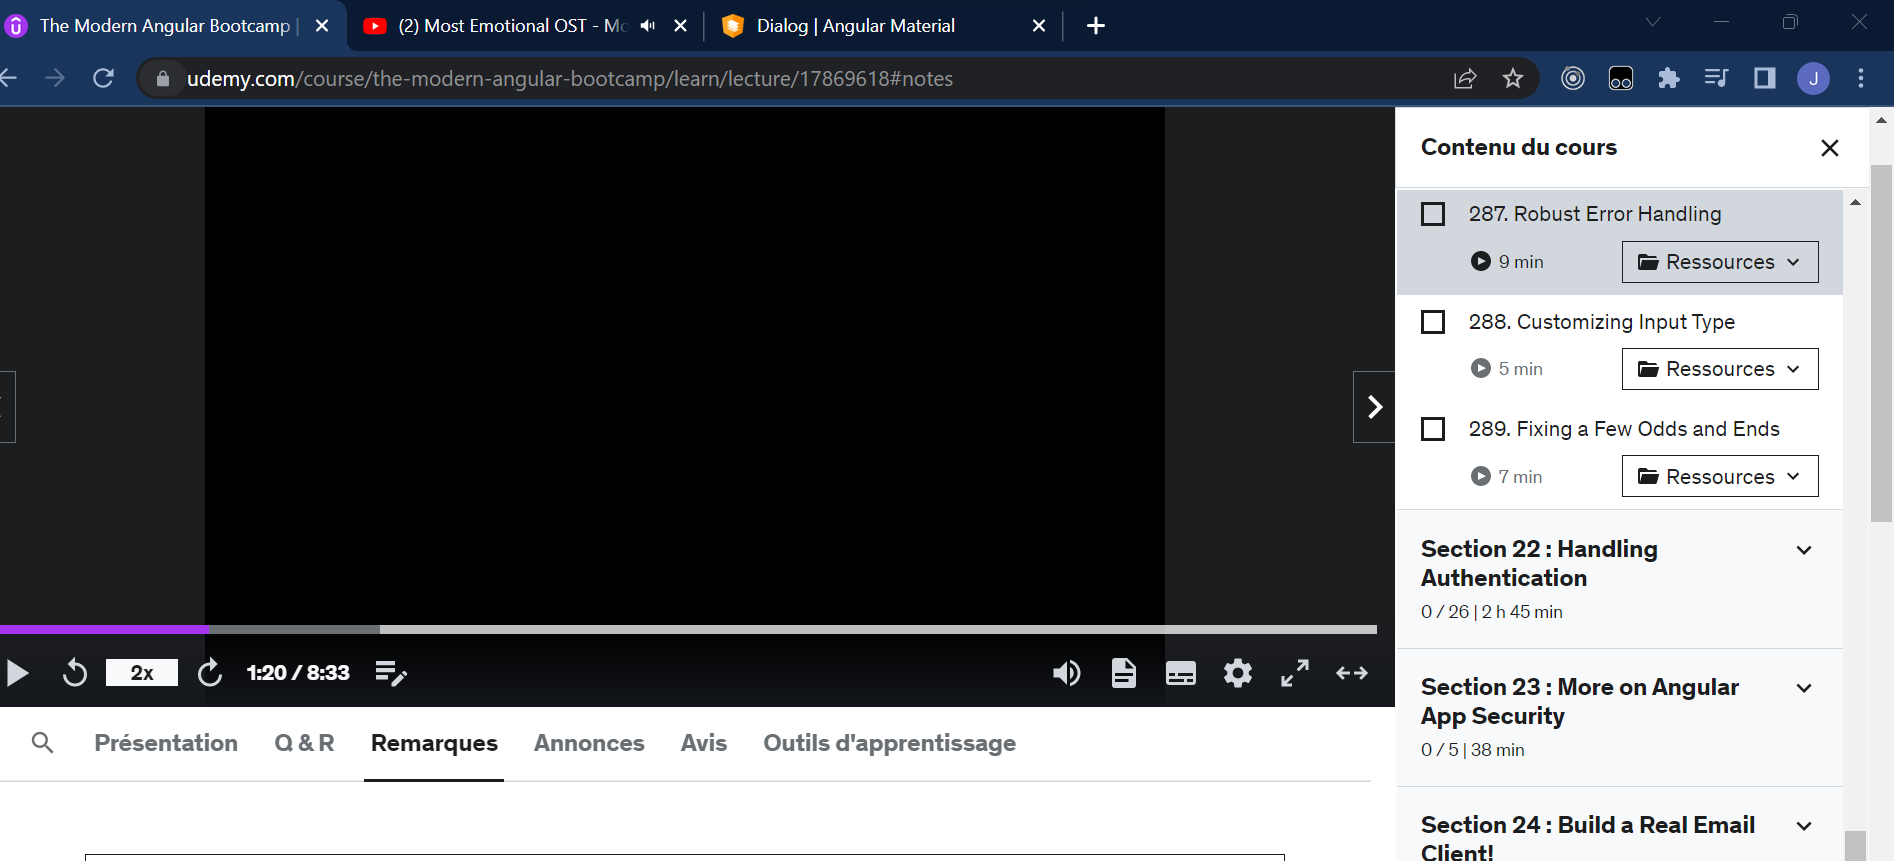 The Modern Angular Bootcamp |
(2) Most Emotional OST - Mo
Dialog | Angular Material
udemy.com/course/the-modern-angular-bootcamp/learn/lecture/17869618#notes
J
Contenu du cours
287. Robust Error Handling
9 min
Ressources
288. Customizing Input Type
5 min
Ressources
289. Fixing a Few Odds and Ends
7 min
Ressources
Section 22 : Handling
Authentication
0 / 26 | 2 h 45 min
Section 23 : More on Angular
App Security
0 / 5 | 38 min
Section 24 : Build a Real Email
Client!
2x
1:20 / 8:33
Présentation
Q & R
Remarques
Annonces
Avis
Outils d'apprentissage